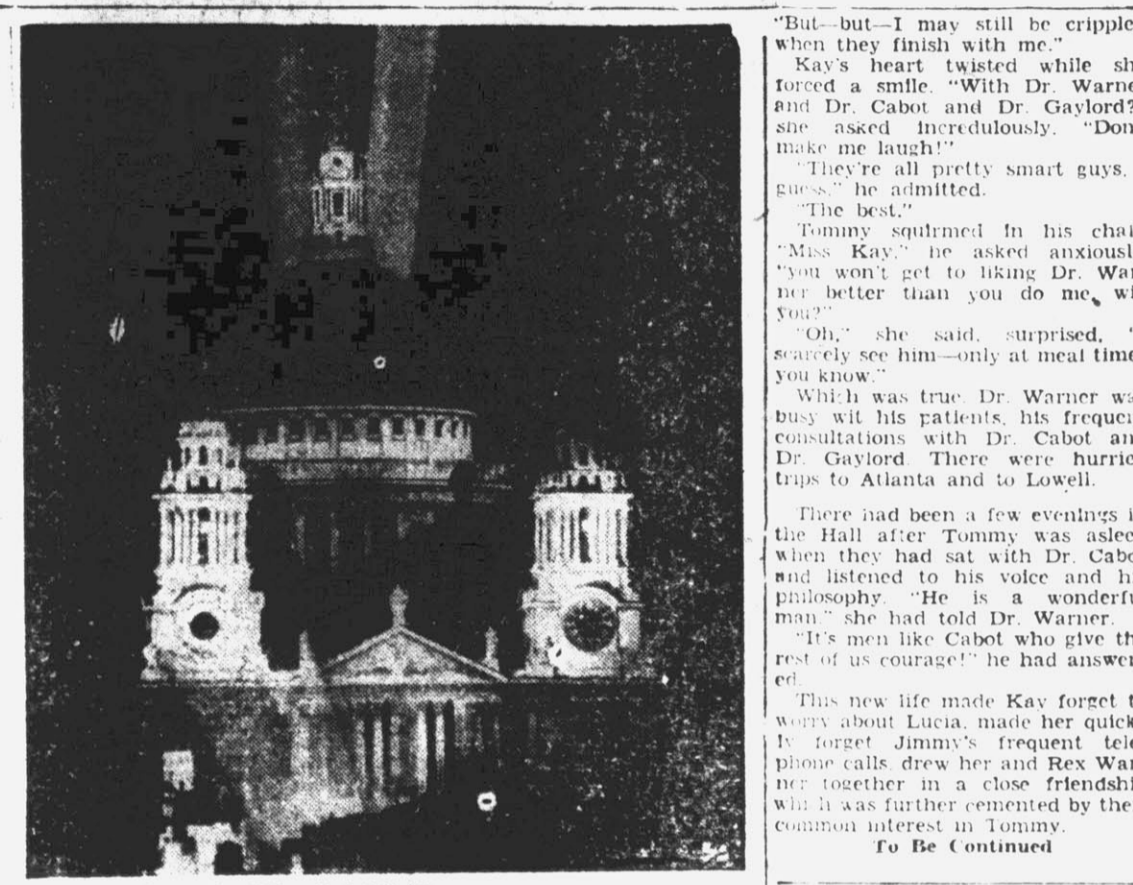 "But—but—I may still be cripple
when they finish with me."
Kay's heart twisted while sh
forced a smile. "With Dr. Warne
and Dr. Cabot and Dr. Gaylord?
she asked incredulously. "Don
make me laugh!"
"They're all pretty smart guys,
guess," he admitted.
"The best."
Tommy squirmed in his chai
"Miss Kay," he asked anxiousl
"you won't get to liking Dr. War
ner better than you do me, wi
you?"
"Oh," she said, surprised, "
scarcely see him—only at meal time
you know."
Which was true. Dr. Warner wa
busy wit his patients, his frequen
consultations with Dr. Cabot an
Dr. Gaylord. There were hurrie
trips to Atlanta and to Lowell.
There had been a few evenings i
the Hall after Tommy was aslee
when they had sat with Dr. Cabo
and listened to his voice and hi
philosophy. "He is a wonderfu
man." she had told Dr. Warner.
"It's men like Cabot who give th
rest of us courage!" he had answer
ed.
This new life made Kay forget t
worry about Lucia, made her quick
ly forget Jimmy's frequent tele
phone calls, drew her and Rex War
ner together in a close friendshi
whi h was further cemented by the
common interest in Tommy.
To Be Continued